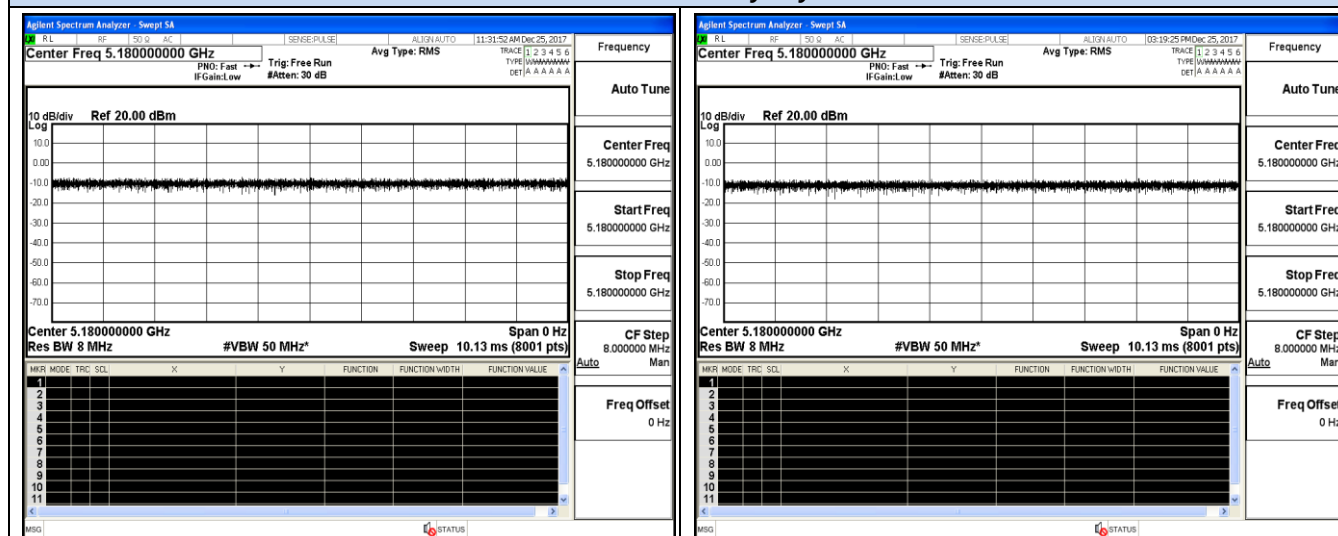 Agilent Spectrum Analyzer - Swept SA
RL RF 50 Ω AC SENSE:PULSE ALIGN AUTO 11:31:52 AM Dec 25, 2017
Center Freq 5.180000000 GHz Avg Type: RMS TRACE 1 2 3 4 5 6
PNO: Fast Trig: Free Run TYPE
IFGain:Low #Atten: 30 dB DET A A A A A A
10 dB/div Ref 20.00 dBm
Log
10.0
0.00
-10.0
-20.0
-30.0
-40.0
-50.0
-60.0
-70.0
Center 5.180000000 GHz Span 0 Hz
Res BW 8 MHz #VBW 50 MHz* Sweep 10.13 ms (8001 pts)
MKR MODE TRC SCL X Y FUNCTION FUNCTION WIDTH FUNCTION VALUE
1
2
3
4
5
6
7
8
9
10
11
MSG STATUS
Frequency
Auto Tune
Center Freq
5.180000000 GHz
Start Freq
5.180000000 GHz
Stop Freq
5.180000000 GHz
CF Step
8.000000 MHz
Auto Man
Freq Offset
0 Hz
Agilent Spectrum Analyzer - Swept SA
RL RF 50 Ω AC SENSE:PULSE ALIGN AUTO 03:19:25 PM Dec 25, 2017
Center Freq 5.180000000 GHz Avg Type: RMS TRACE 1 2 3 4 5 6
PNO: Fast Trig: Free Run TYPE
IFGain:Low #Atten: 30 dB DET A A A A A A
10 dB/div Ref 20.00 dBm
Log
10.0
0.00
-10.0
-20.0
-30.0
-40.0
-50.0
-60.0
-70.0
Center 5.180000000 GHz Span 0 Hz
Res BW 8 MHz #VBW 50 MHz* Sweep 10.13 ms (8001 pts)
MKR MODE TRC SCL X Y FUNCTION FUNCTION WIDTH FUNCTION VALUE
1
2
3
4
5
6
7
8
9
10
11
MSG STATUS
Frequency
Auto Tune
Center Freq
5.180000000 GHz
Start Freq
5.180000000 GHz
Stop Freq
5.180000000 GHz
CF Step
8.000000 MHz
Auto Man
Freq Offset
0 Hz